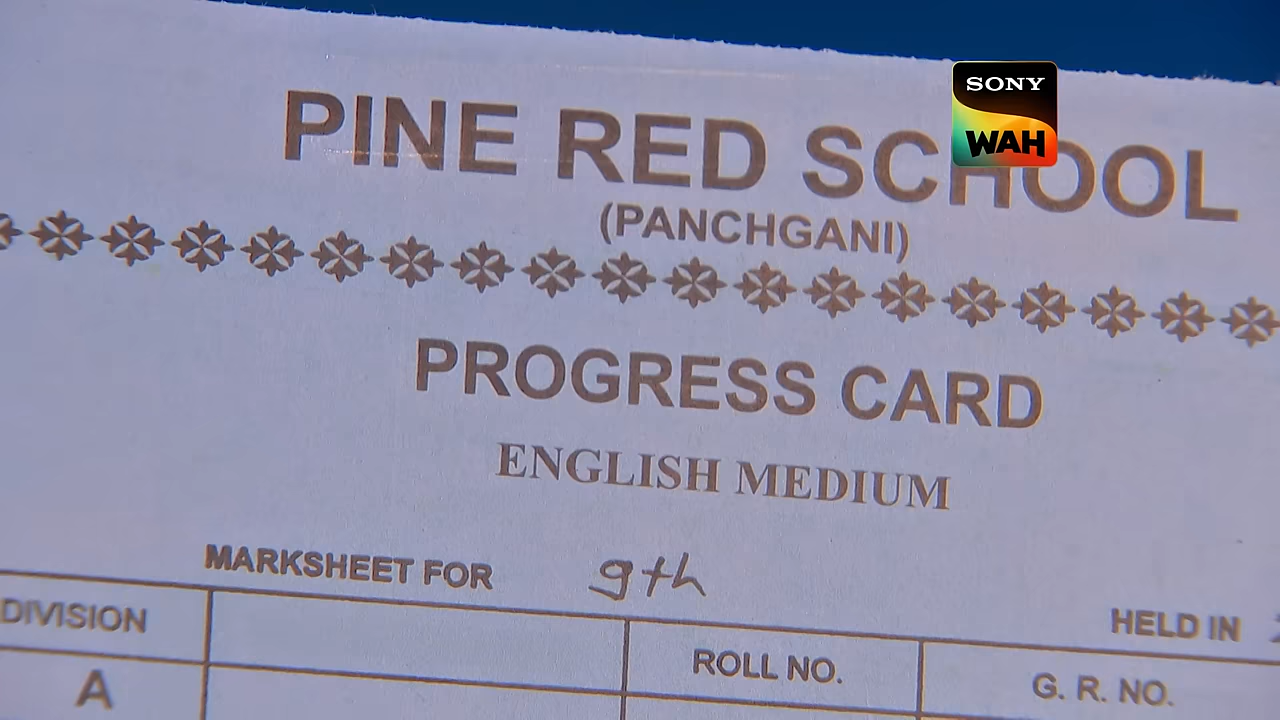 SONY
WAH
PINE RED SCHOOL
(PANCHGANI)
PROGRESS CARD
ENGLISH MEDIUM
MARKSHEET FOR 9th
HELD IN
DIVISION
ROLL NO.
G. R. NO.
A